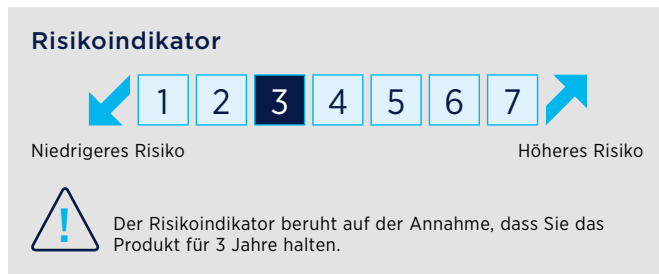 Risikoindikator
1 2 3 4 5 6 7
Niedrigeres Risiko Höheres Risiko
! Der Risikoindikator beruht auf der Annahme, dass Sie das
Produkt für 3 Jahre halten.